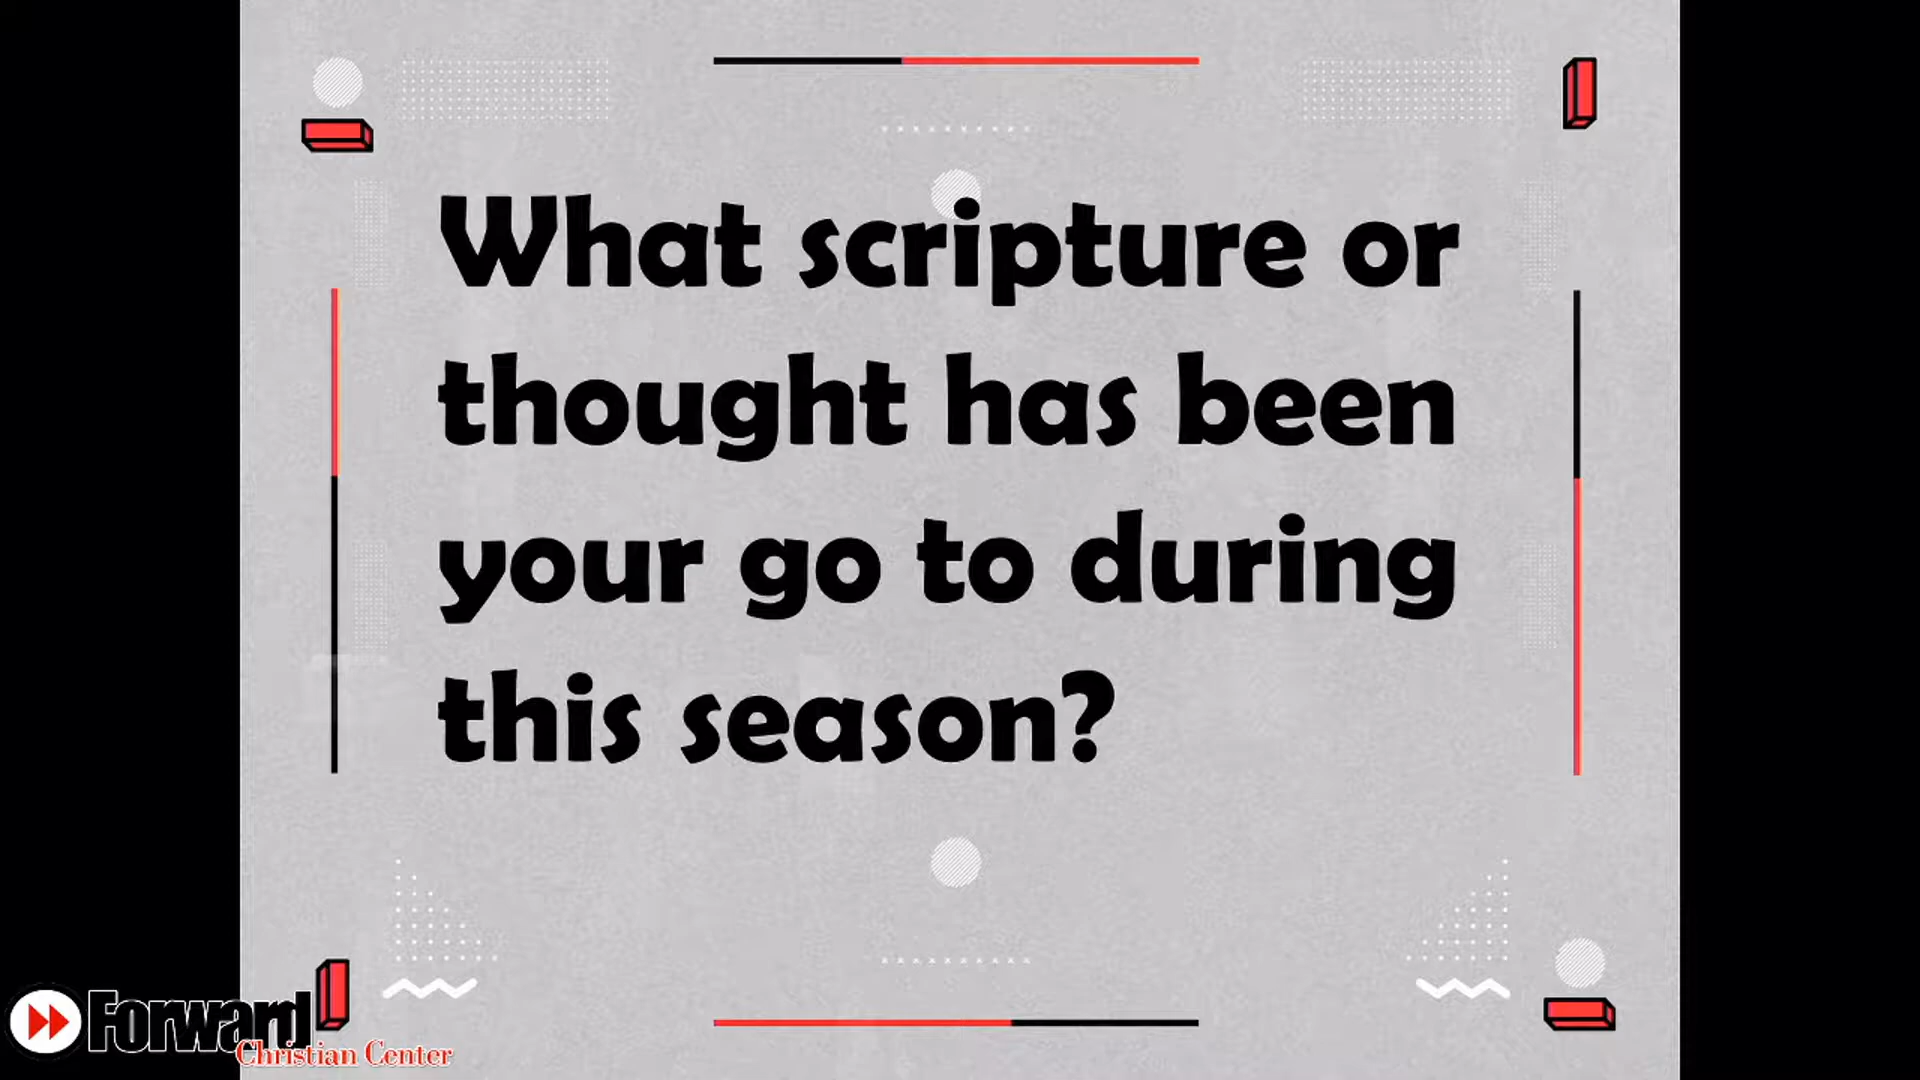 What scripture or
thought has been
your go to during
this season?
Forward
Christian Center